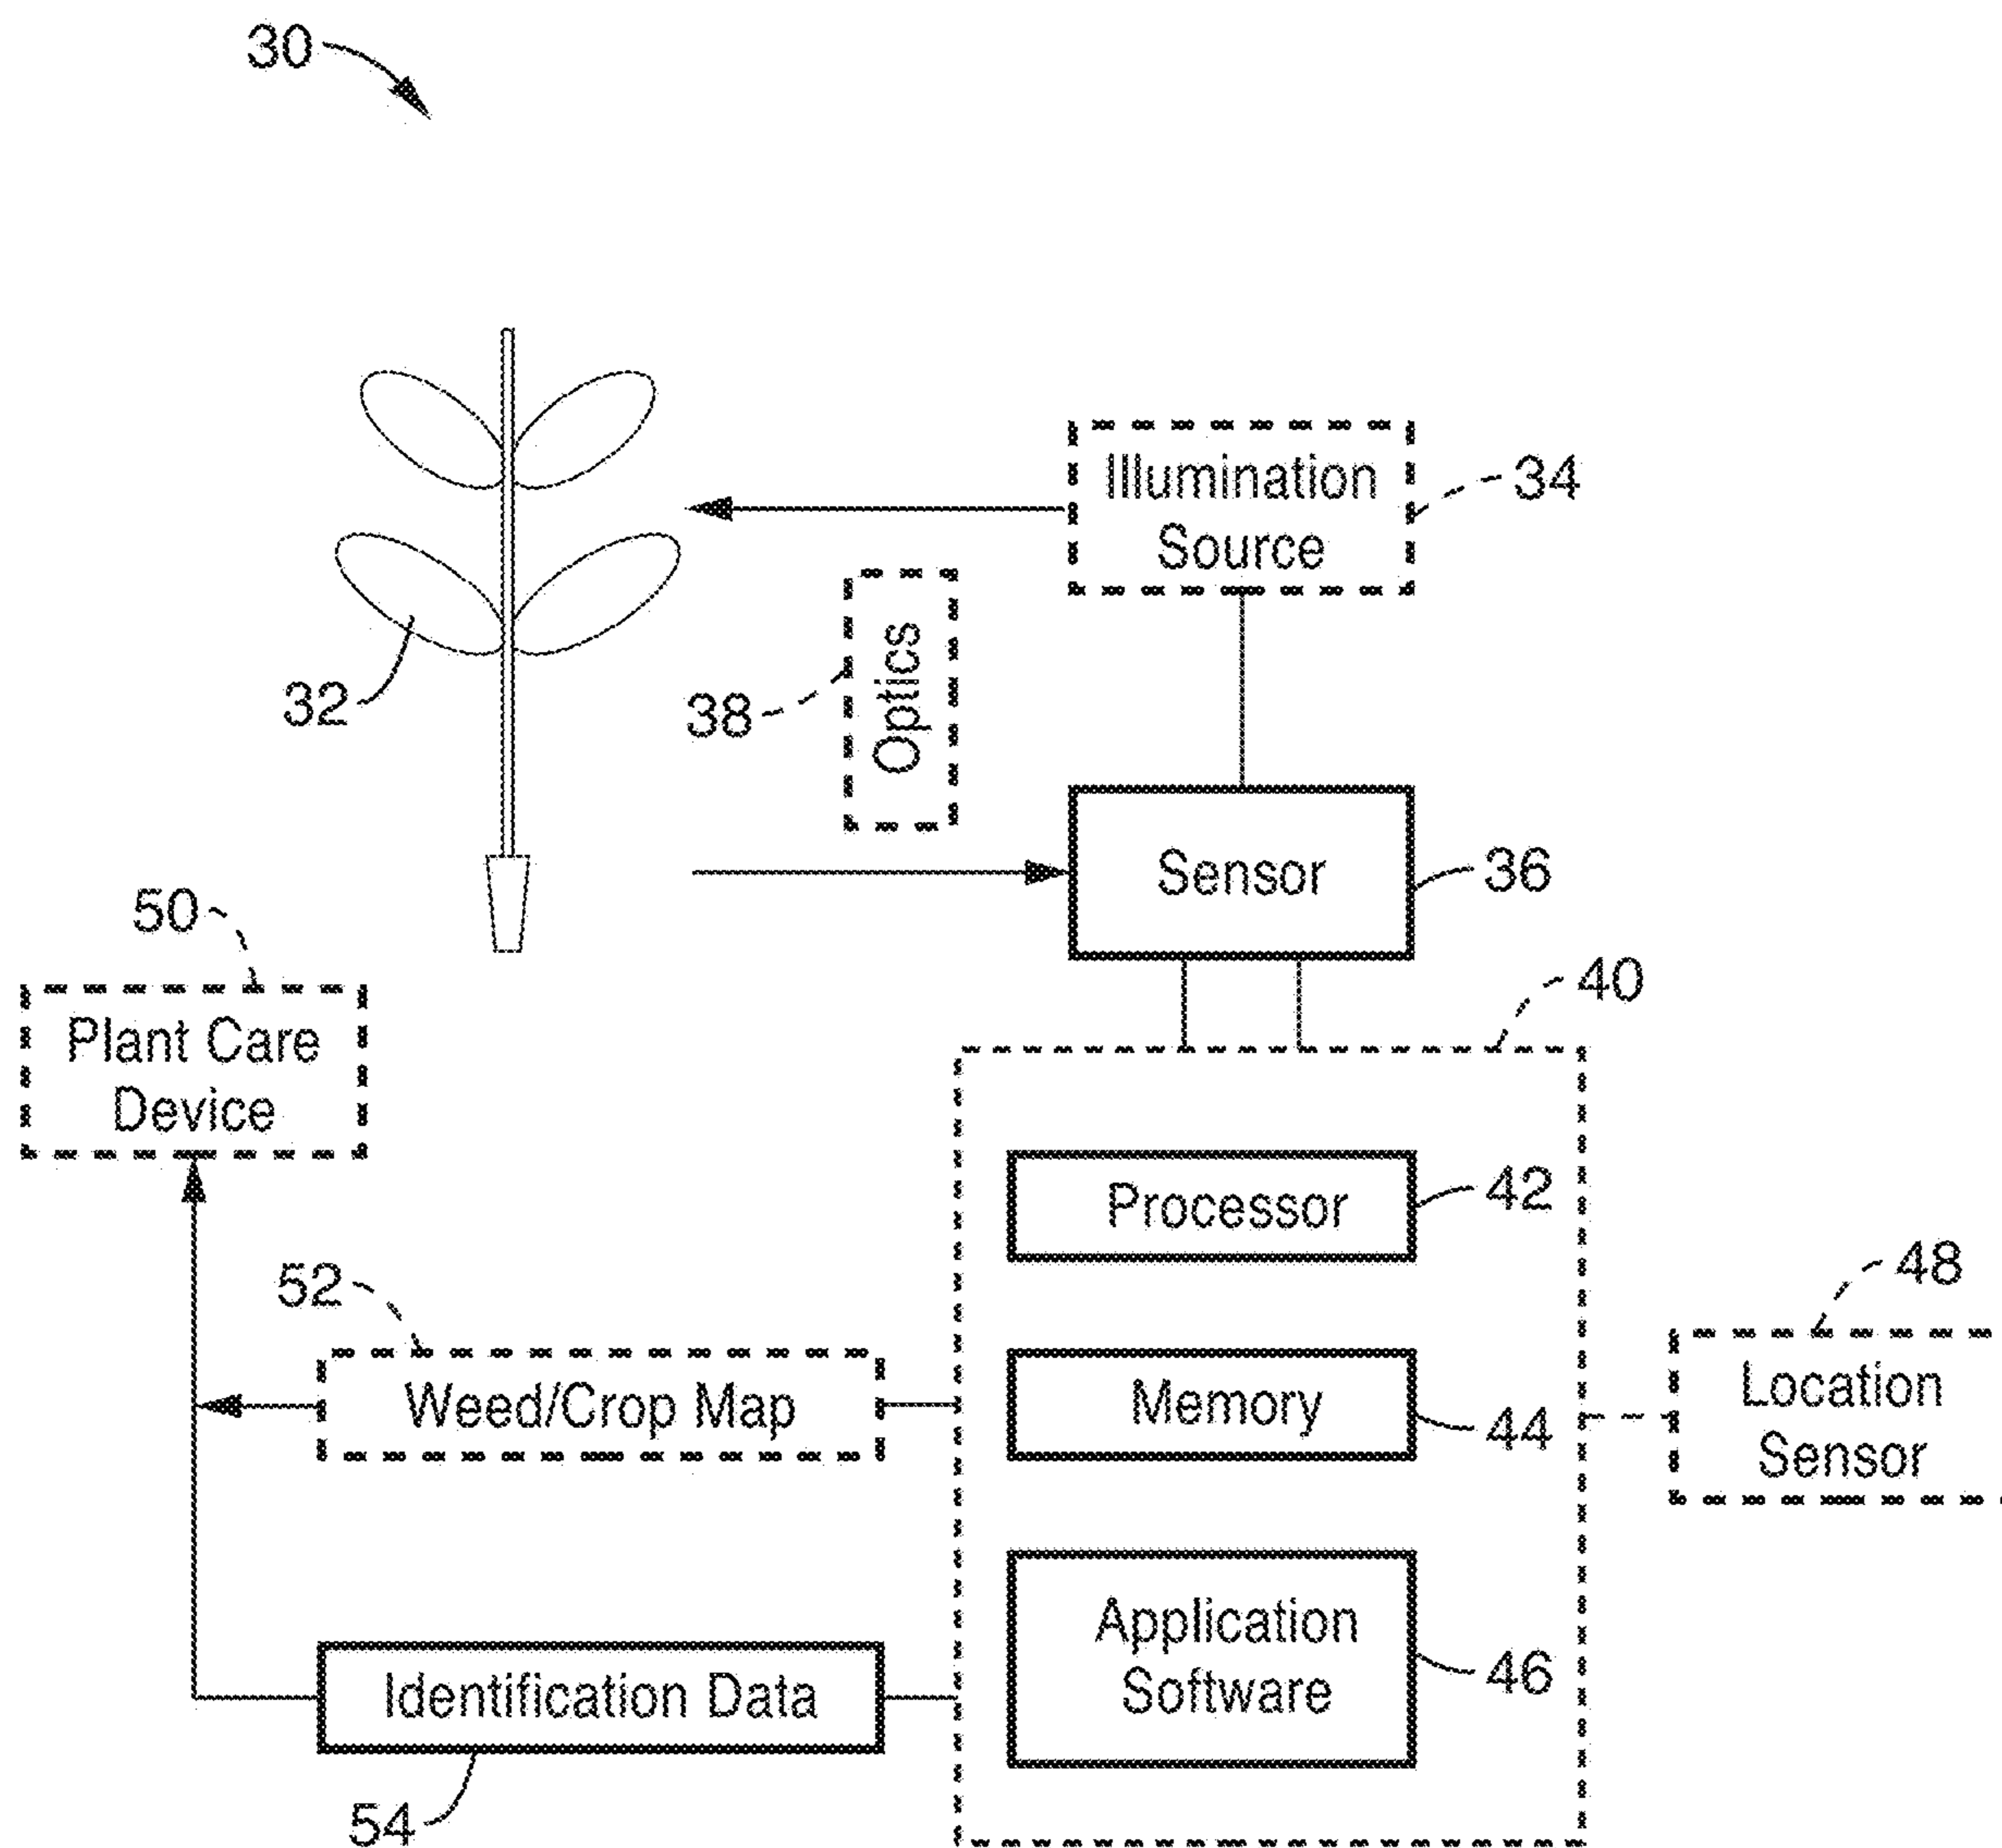 30
Illumination
Source
34
32
38
Optics
Sensor
36
50
40
Plant Care
Device
Processor
42
52
48
Weed/Crop Map
Memory
44
Location
Sensor
Application
Software
46
Identification Data
54